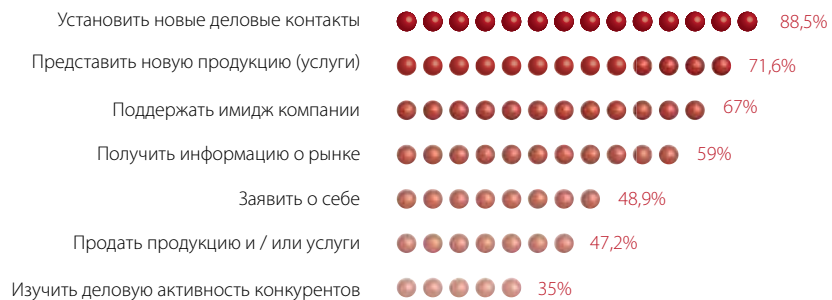 Установить новые деловые контакты 88,5%
Представить новую продукцию (услуги) 71,6%
Поддержать имидж компании 67%
Получить информацию о рынке 59%
Заявить о себе 48,9%
Продать продукцию и / или услуги 47,2%
Изучить деловую активность конкурентов 35%